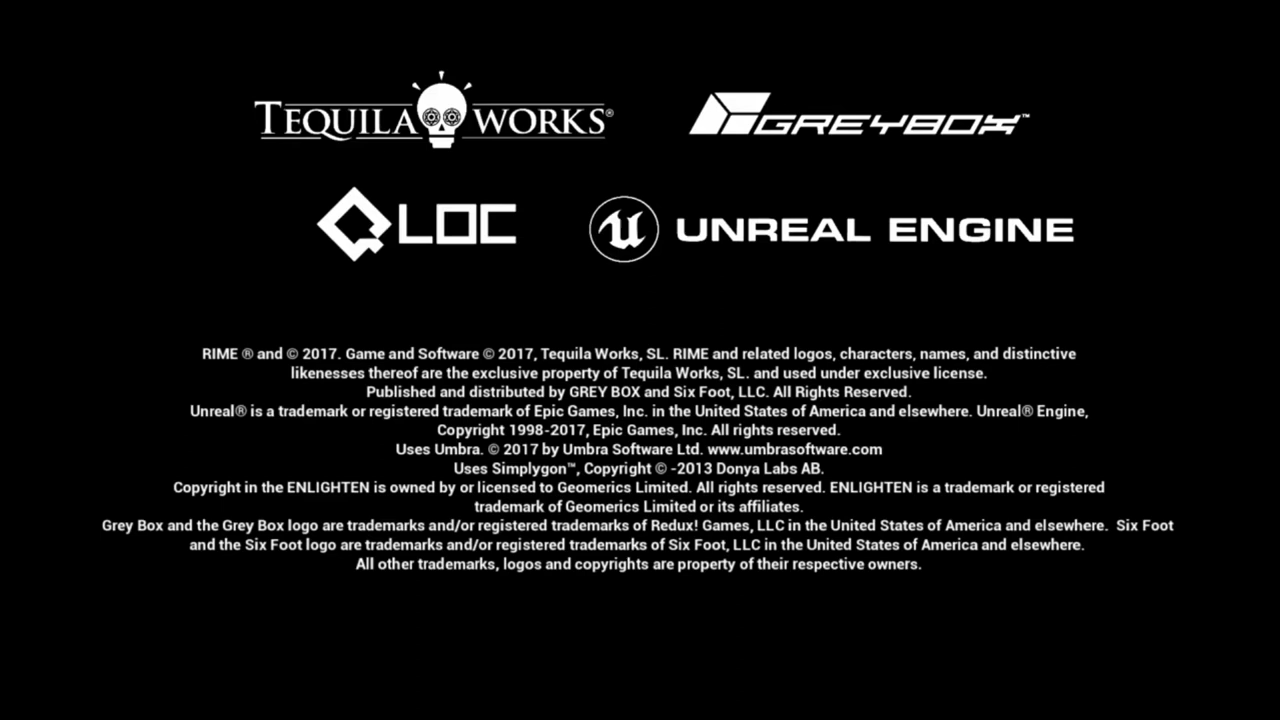 TEQUILA WORKS®
GREYBOX™
QLOC
UNREAL ENGINE
RIME ® and © 2017. Game and Software © 2017, Tequila Works, SL. RIME and related logos, characters, names, and distinctive
likenesses thereof are the exclusive property of Tequila Works, SL. and used under exclusive license.
Published and distributed by GREY BOX and Six Foot, LLC. All Rights Reserved.
Unreal® is a trademark or registered trademark of Epic Games, Inc. in the United States of America and elsewhere. Unreal® Engine,
Copyright 1998-2017, Epic Games, Inc. All rights reserved.
Uses Umbra. © 2017 by Umbra Software Ltd. www.umbrasoftware.com
Uses Simplygon™, Copyright © -2013 Donya Labs AB.
Copyright in the ENLIGHTEN is owned by or licensed to Geomerics Limited. All rights reserved. ENLIGHTEN is a trademark or registered
trademark of Geomerics Limited or its affiliates.
Grey Box and the Grey Box logo are trademarks and/or registered trademarks of Redux! Games, LLC in the United States of America and elsewhere. Six Foot
and the Six Foot logo are trademarks and/or registered trademarks of Six Foot, LLC in the United States of America and elsewhere.
All other trademarks, logos and copyrights are property of their respective owners.